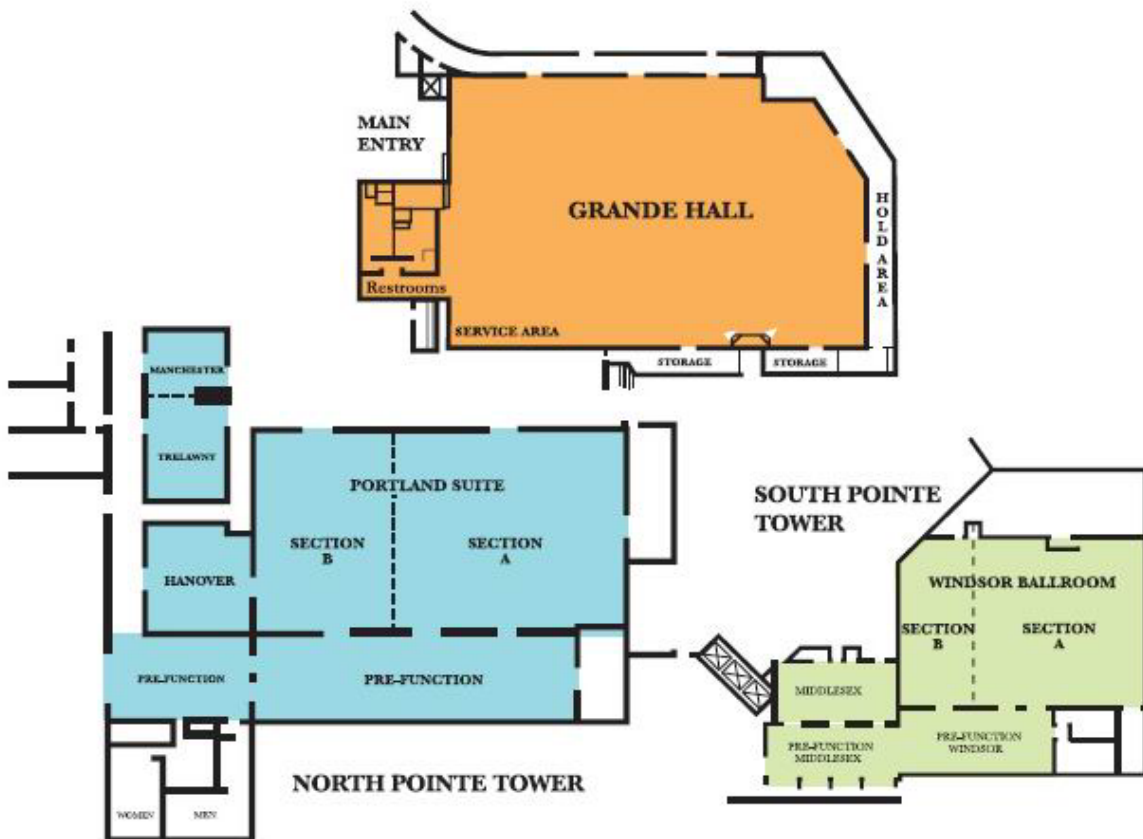 MAIN
ENTRY
GRANDE HALL
HOLD AREA
Restrooms
SERVICE AREA
STORAGE
STORAGE
MANCHESTER
TRELAWNY
PORTLAND SUITE
SECTION
B
SECTION
A
HANOVER
PRE-FUNCTION
PRE-FUNCTION
WOMEN
MEN
NORTH POINTE TOWER
SOUTH POINTE
TOWER
WINDSOR BALLROOM
SECTION
B
SECTION
A
MIDDLESEX
PRE-FUNCTION
MIDDLESEX
PRE-FUNCTION
WINDSOR